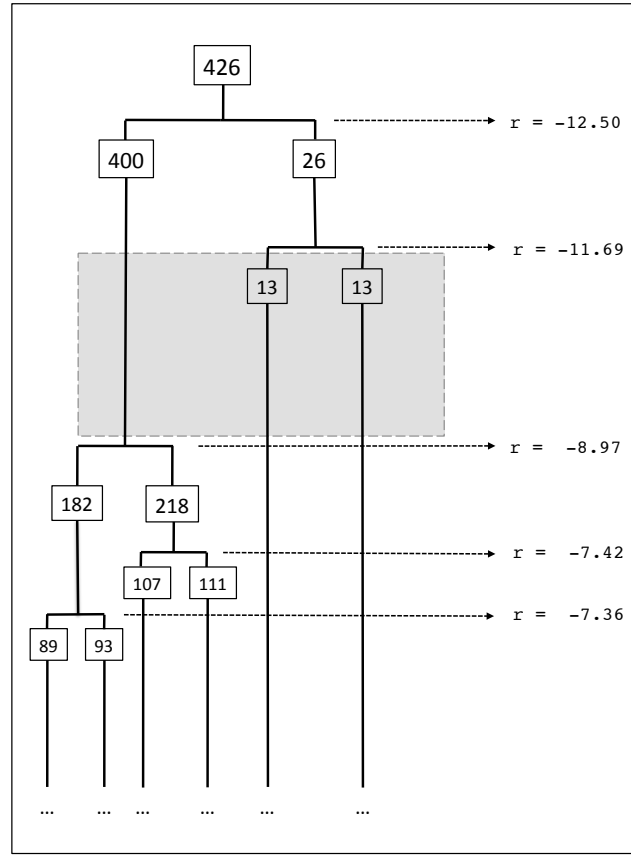 426
r = -12.50
400
26
r = -11.69
13
13
r = -8.97
182
218
r = -7.42
107
111
r = -7.36
89
93
... ... ... ... ... ...